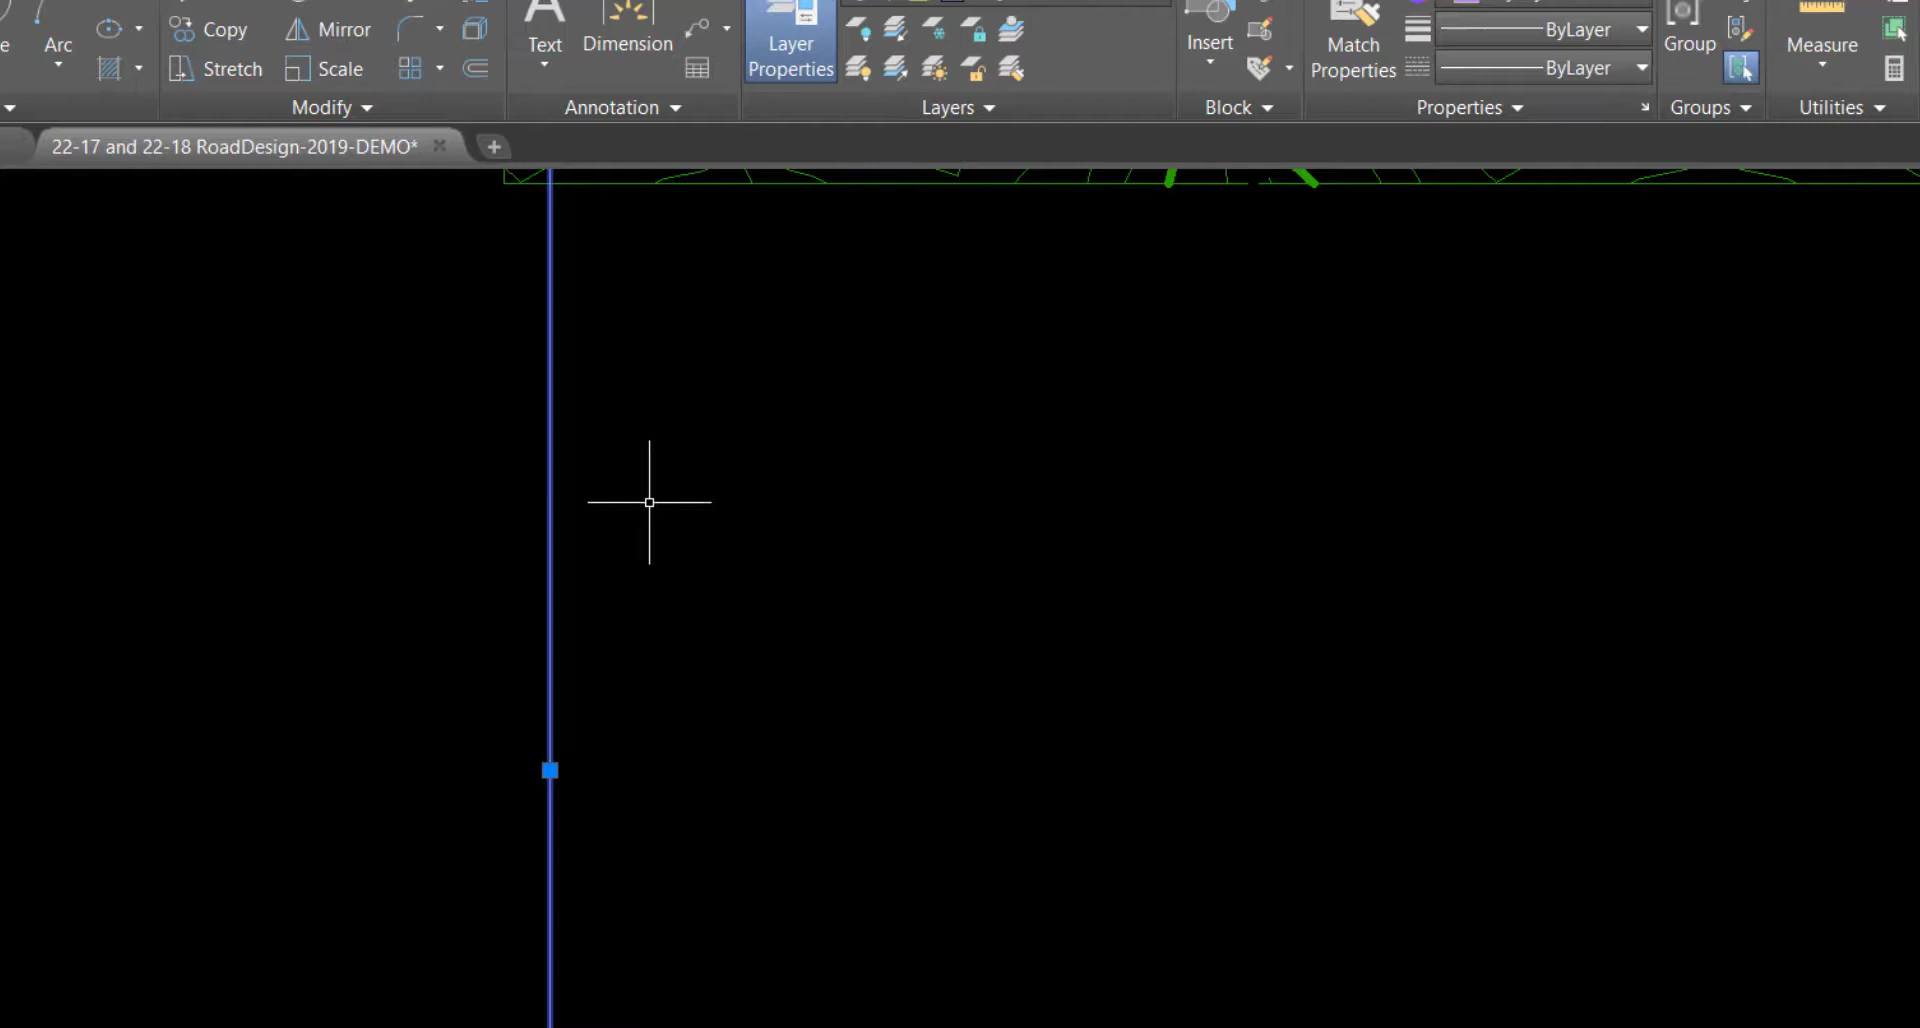 e Arc Copy Mirror Text Dimension Layer Properties Insert Match Properties ByLayer Group Measure
Stretch Scale ByLayer
Modify Annotation Layers Block Properties Groups Utilities
22-17 and 22-18 RoadDesign-2019-DEMO*